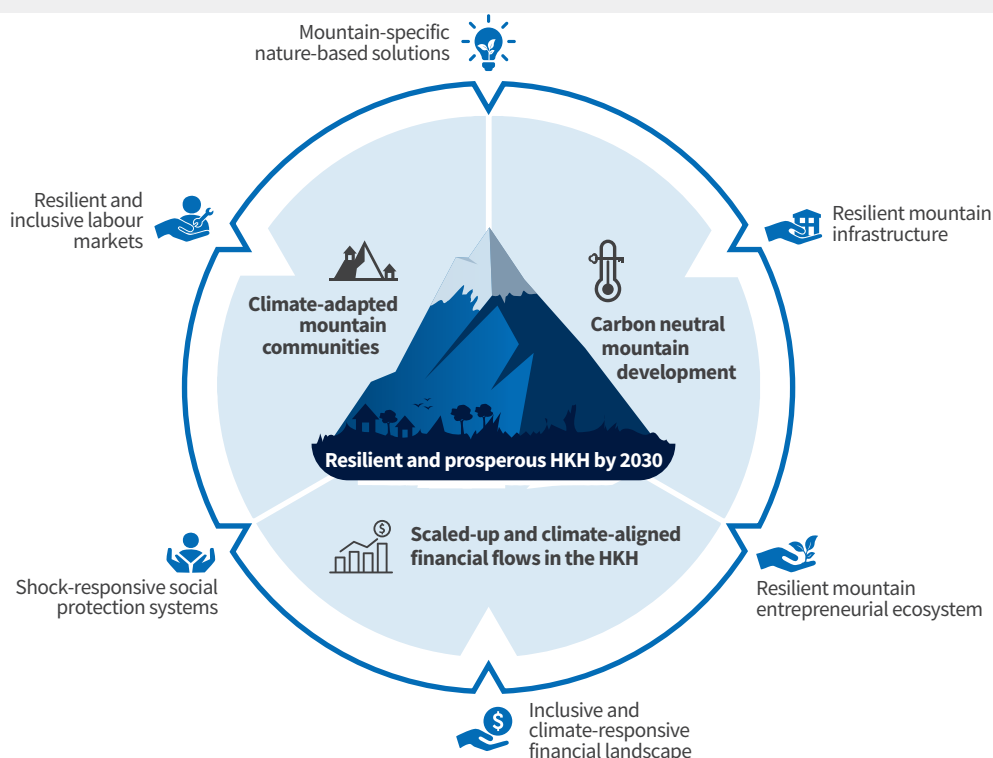 Mountain-specific
nature-based solutions
Resilient and
inclusive labour
markets
Resilient mountain
infrastructure
Climate-adapted
mountain
communities
Carbon neutral
mountain
development
Resilient and prosperous HKH by 2030
$
Scaled-up and climate-aligned
financial flows in the HKH
Shock-responsive social
protection systems
Resilient mountain
entrepreneurial ecosystem
$
Inclusive and
climate-responsive
financial landscape